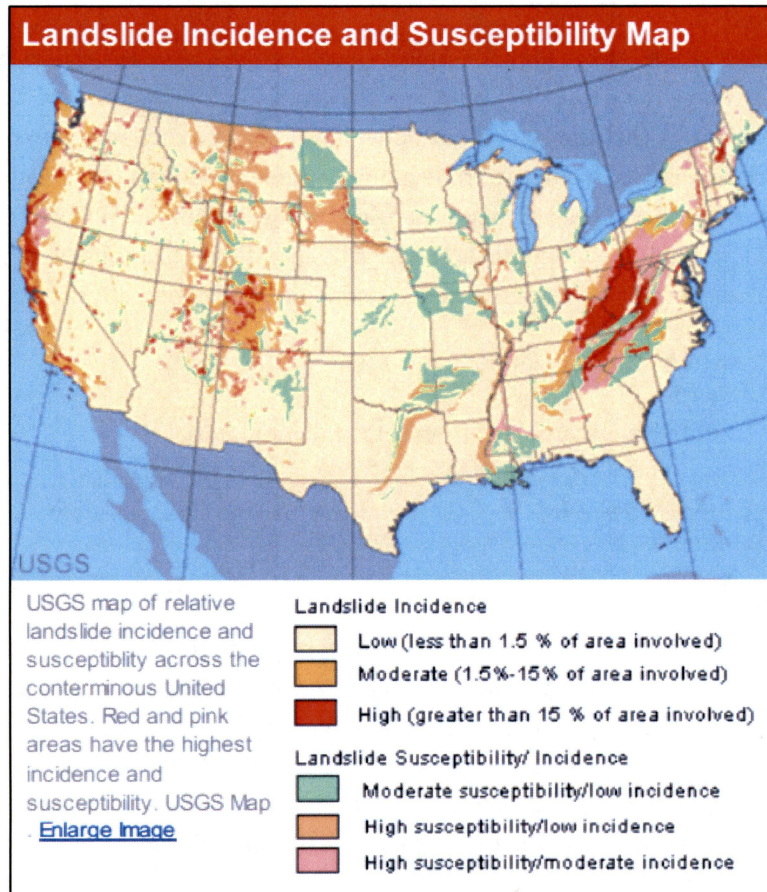 Landslide Incidence and Susceptibility Map
USGS
USGS map of relative
landslide incidence and
susceptiblity across the
conterminous United
States. Red and pink
areas have the highest
incidence and
susceptibility. USGS Map
. Enlarge Image
Landslide Incidence
Low (less than 1.5 % of area involved)
Moderate (1.5%-15% of area involved)
High (greater than 15 % of area involved)
Landslide Susceptibility/ Incidence
Moderate susceptibility/low incidence
High susceptibility/low incidence
High susceptibility/moderate incidence